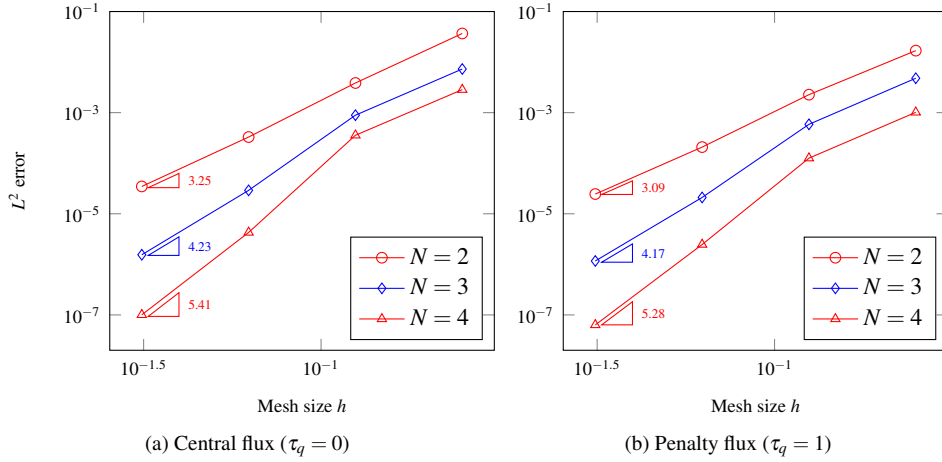 10^{-1}
10^{-3}
10^{-5}
10^{-7}
L^2 error
3.25
4.23
5.41
N = 2
N = 3
N = 4
10^{-1.5}
10^{-1}
Mesh size h
(a) Central flux (τ_q = 0)
10^{-1}
10^{-3}
10^{-5}
10^{-7}
3.09
4.17
5.28
N = 2
N = 3
N = 4
10^{-1.5}
10^{-1}
Mesh size h
(b) Penalty flux (τ_q = 1)